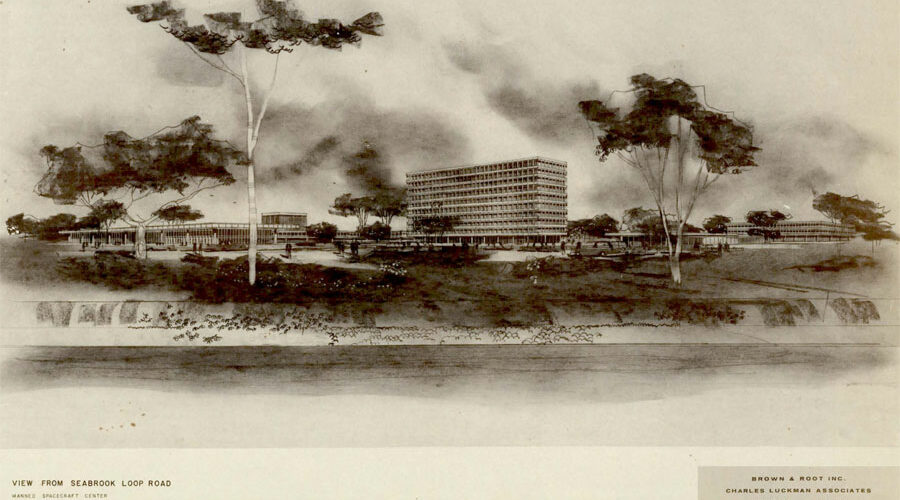 VIEW FROM SEABROOK LOOP ROAD
MANNED SPACECRAFT CENTER
BROWN & ROOT INC.
CHARLES LUCKMAN ASSOCIATES